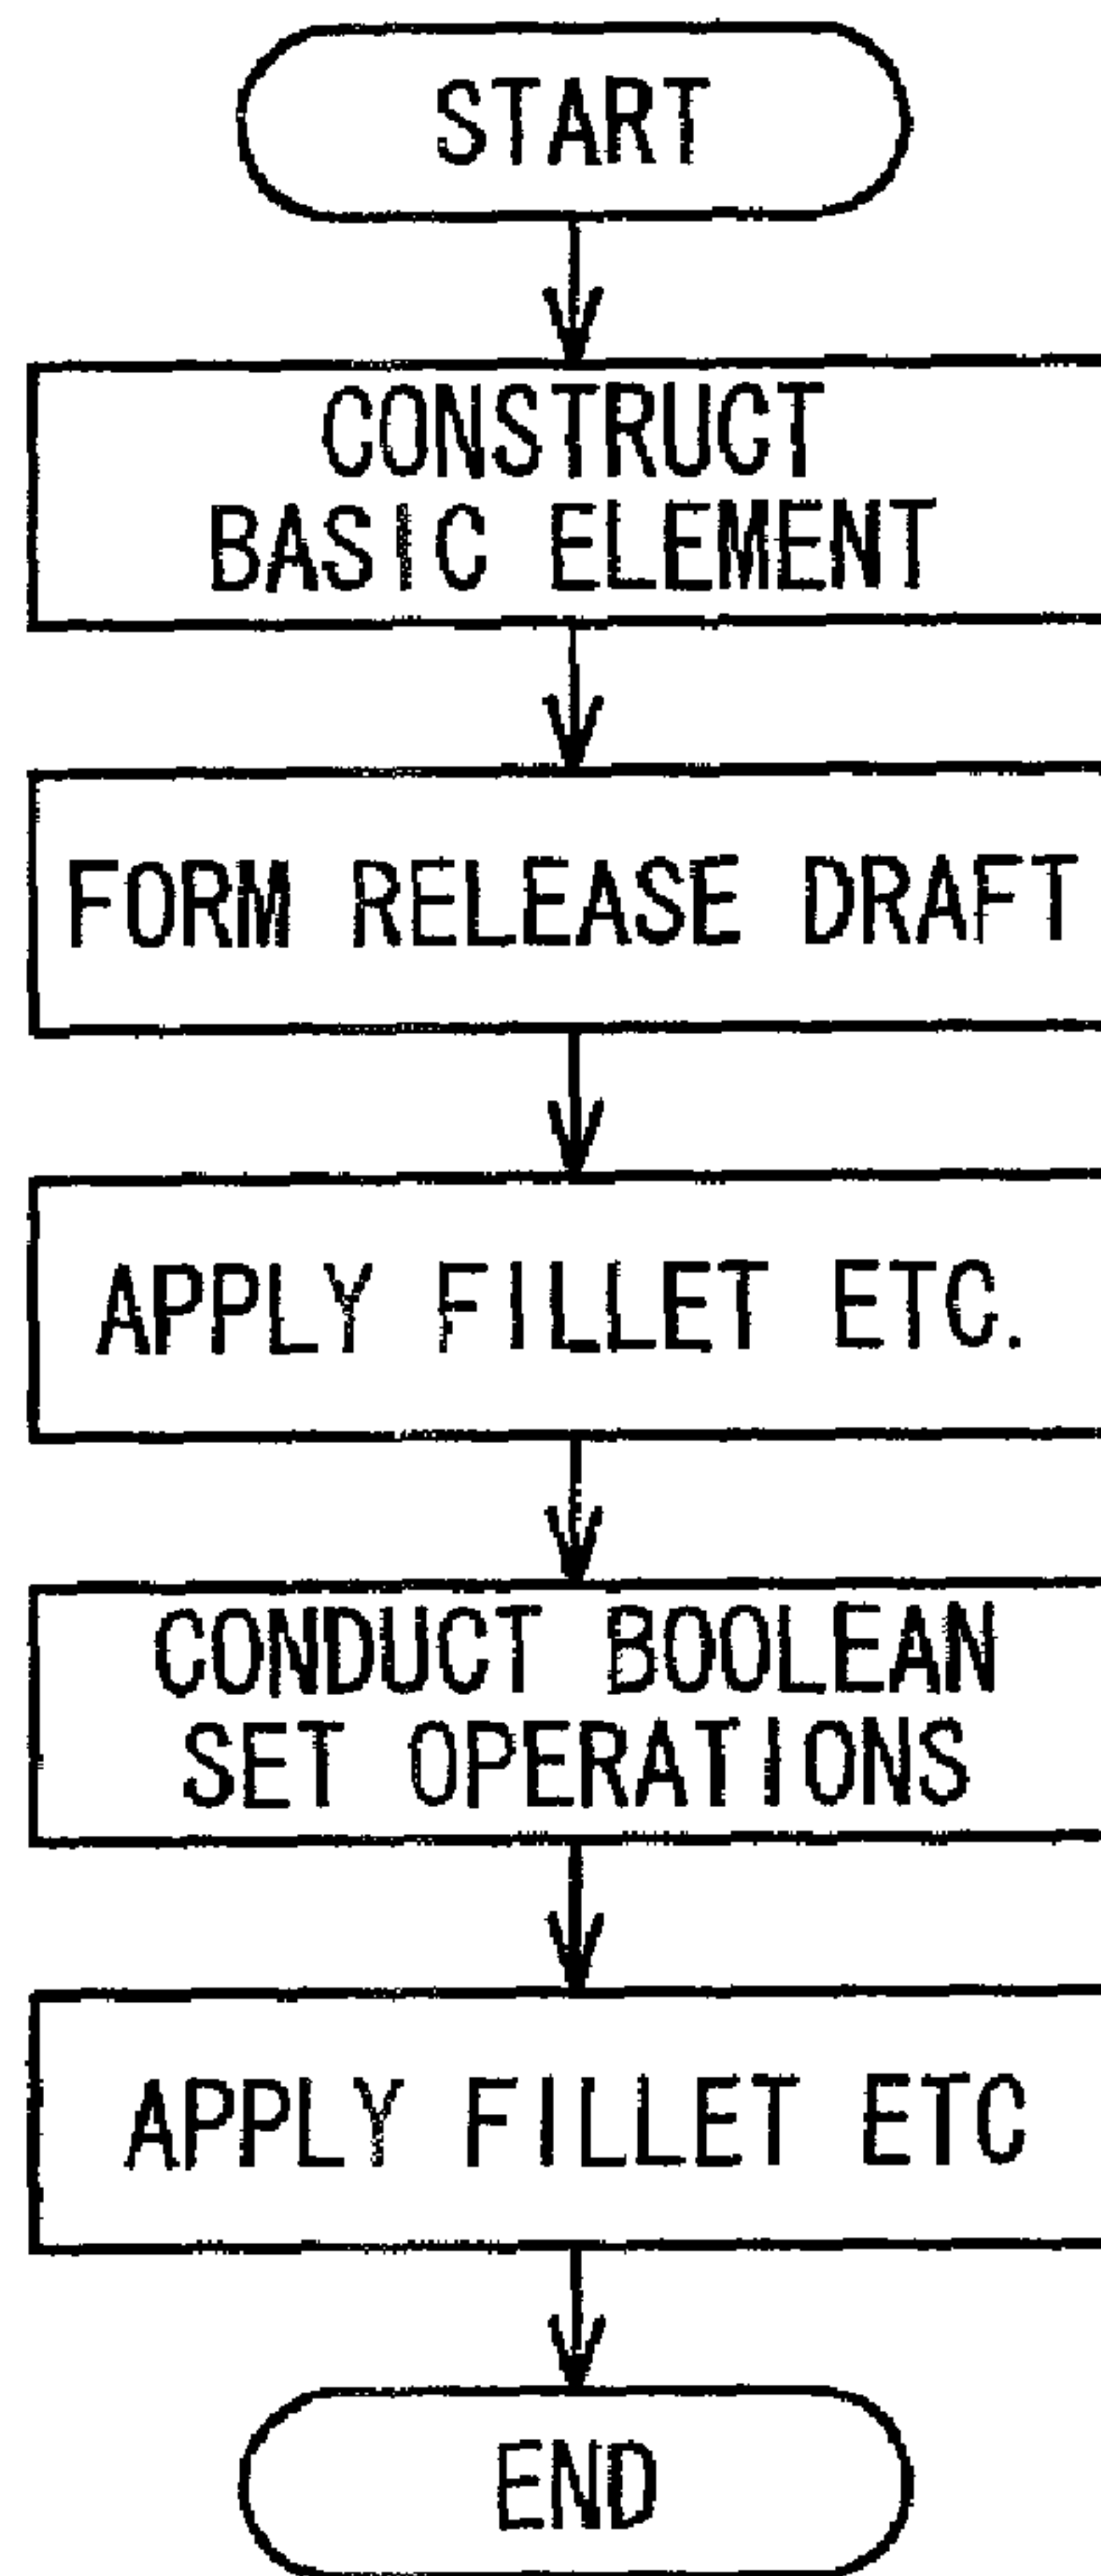 START
CONSTRUCT
BASIC ELEMENT
FORM RELEASE DRAFT
APPLY FILLET ETC.
CONDUCT BOOLEAN
SET OPERATIONS
APPLY FILLET ETC
END